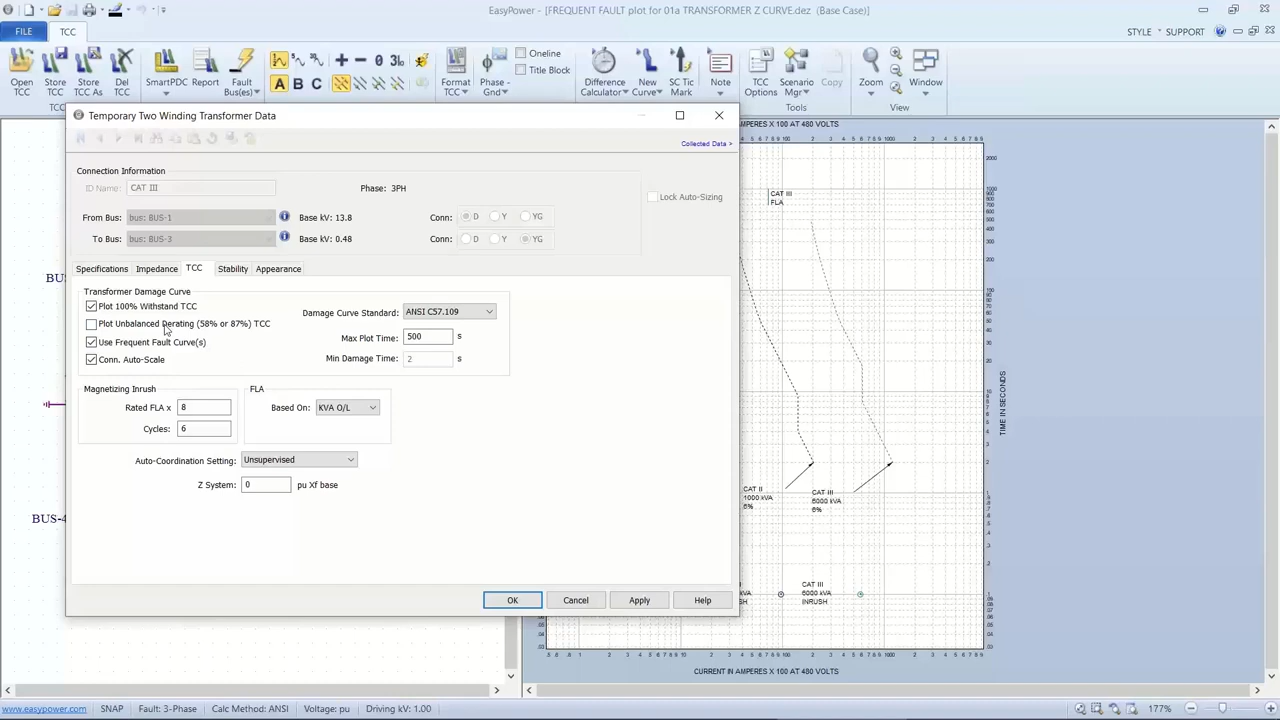 EasyPower - [FREQUENT FAULT plot for 01a TRANSFORMER Z CURVE.dez (Base Case)]
FILE
TCC
STYLE
SUPPORT
Open TCC
Store TCC
Store TCC As
Del TCC
SmartPDC
Report
Fault Bus(es)
A B C
Format TCC
Phase - Gnd
Oneline
Title Block
Difference Calculator
New Curve
SC Tic Mark
Note
TCC Options
Scenario Mgr
Copy
Zoom
Window
Tools
View
Temporary Two Winding Transformer Data
Collected Data >
Connection Information
ID Name: CAT III
Phase: 3PH
Lock Auto-Sizing
From Bus: bus: BUS-1
Base kV: 13.8
Conn: D Y YG
To Bus: bus: BUS-3
Base kV: 0.48
Conn: D Y YG
Specifications
Impedance
TCC
Stability
Appearance
Transformer Damage Curve
Plot 100% Withstand TCC
Plot Unbalanced Derating (58% or 87%) TCC
Use Frequent Fault Curve(s)
Conn. Auto-Scale
Damage Curve Standard: ANSI C57.109
Max Plot Time: 500 s
Min Damage Time: 2 s
Magnetizing Inrush
Rated FLA x 8
Cycles: 6
FLA
Based On: KVA O/L
Auto-Coordination Setting: Unsupervised
Z System: 0 pu Xf base
OK
Cancel
Apply
Help
BUS-4
AMPERES X 100 AT 480 VOLTS
CAT III
FLA
CAT II
1000 kVA
6%
CAT III
6000 kVA
6%
CAT III
6000 kVA
INRUSH
TIME IN SECONDS
CURRENT IN AMPERES X 100 AT 480 VOLTS
www.easypower.com
SNAP
Fault: 3-Phase
Calc Method: ANSI
Voltage: pu
Driving kV: 1.00
177%